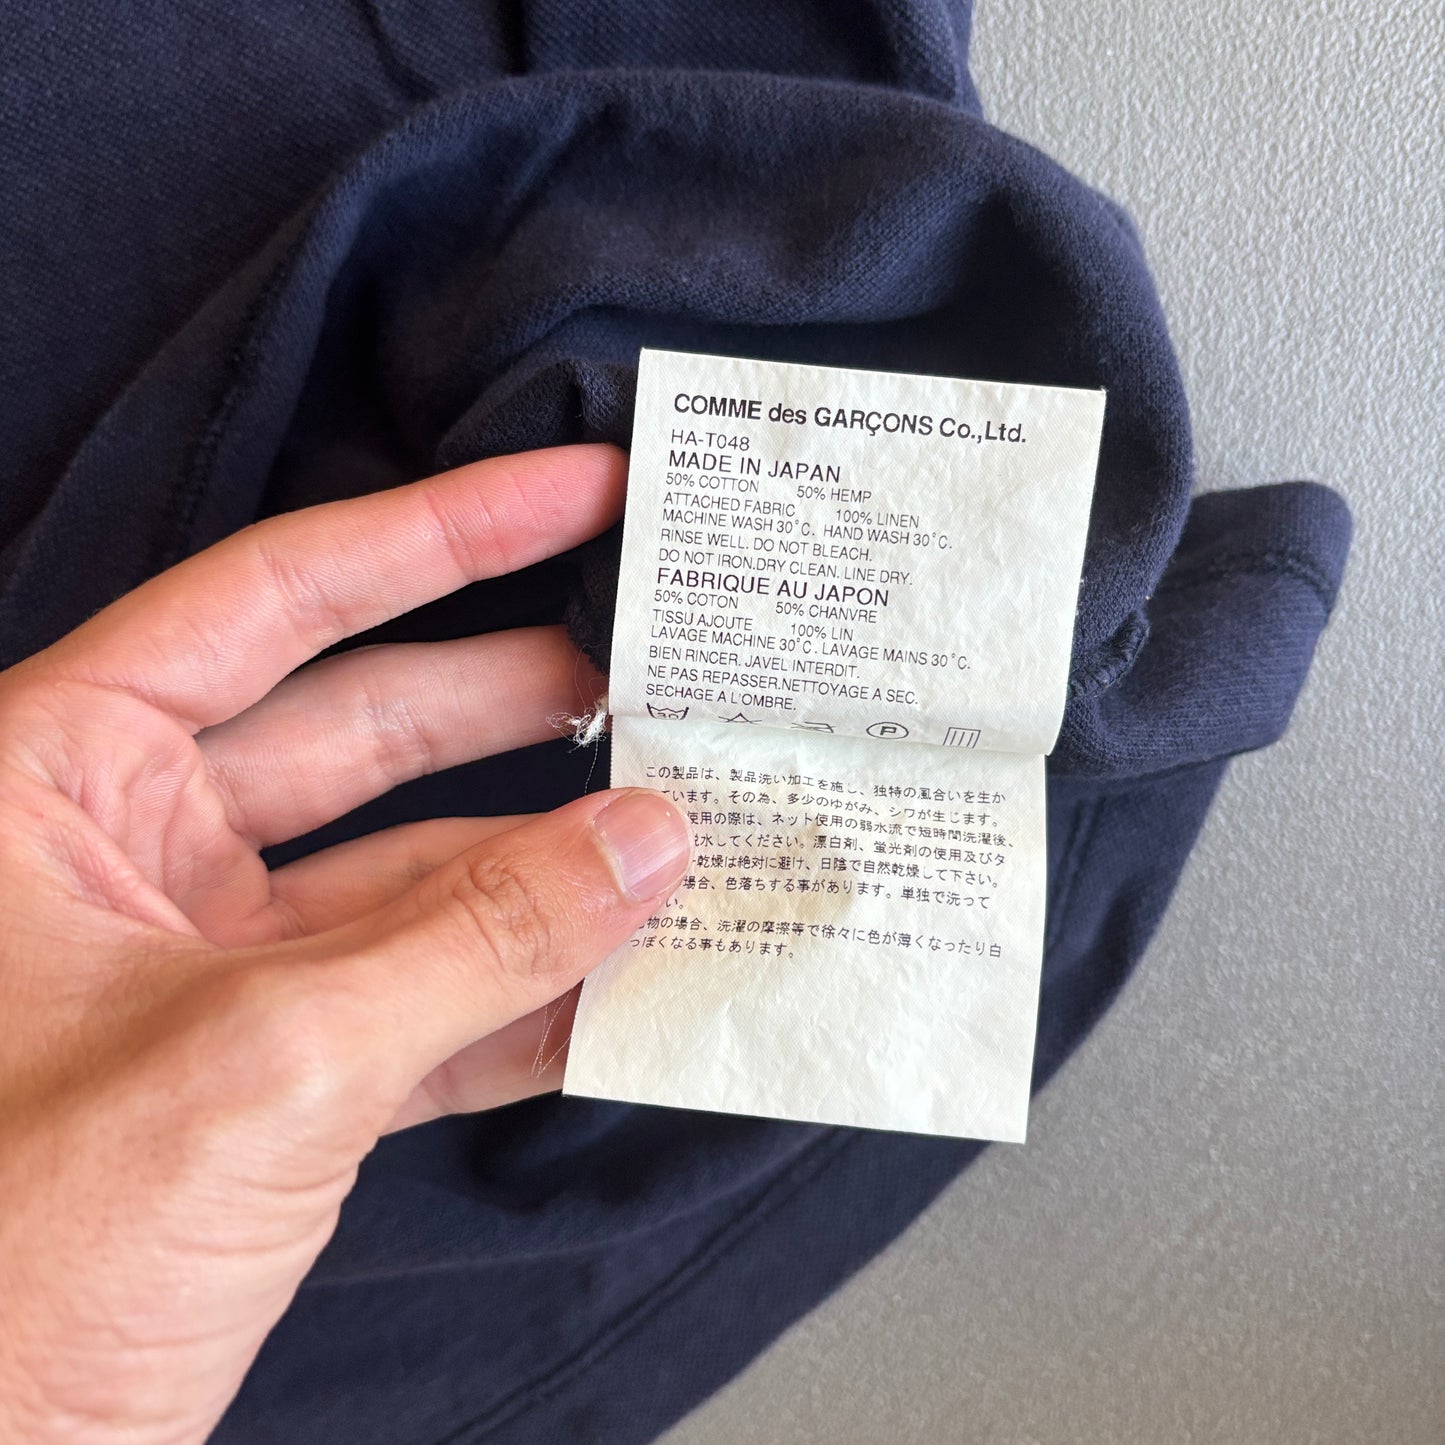 COMME des GARÇONS Co.,Ltd.
HA-T048
MADE IN JAPAN
50% COTTON 50% HEMP
ATTACHED FABRIC 100% LINEN
MACHINE WASH 30°C. HAND WASH 30°C.
RINSE WELL. DO NOT BLEACH.
DO NOT IRON.DRY CLEAN. LINE DRY.
FABRIQUE AU JAPON
50% COTON 50% CHANVRE
TISSU AJOUTE 100% LIN
LAVAGE MACHINE 30°C. LAVAGE MAINS 30°C.
BIEN RINCER. JAVEL INTERDIT.
NE PAS REPASSER.NETTOYAGE A SEC.
SECHAGE A L'OMBRE.
30 P
この製品は、製品洗い加工を施し、独特の風合いを生か
ています。その為、多少のゆがみ、シワが生じます。
使用の際は、ネット使用の弱水流で短時間洗濯後、
脱水してください。漂白剤、蛍光剤の使用及びタ
ー乾燥は絶対に避け、日陰で自然乾燥して下さい。
場合、色落ちする事があります。単独で洗って
い。
物の場合、洗濯の摩擦等で徐々に色が薄くなったり白
っぽくなる事もあります。